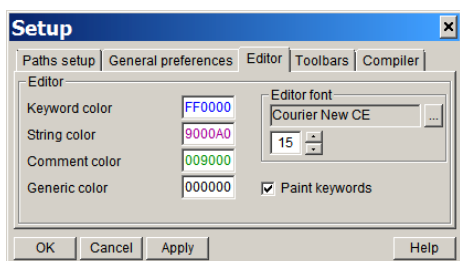 Setup
Paths setup General preferences Editor Toolbars Compiler
Editor
Keyword color FF0000
String color 9000A0
Comment color 009000
Generic color 000000
Editor font
Courier New CE ...
15
Paint keywords
OK Cancel Apply Help